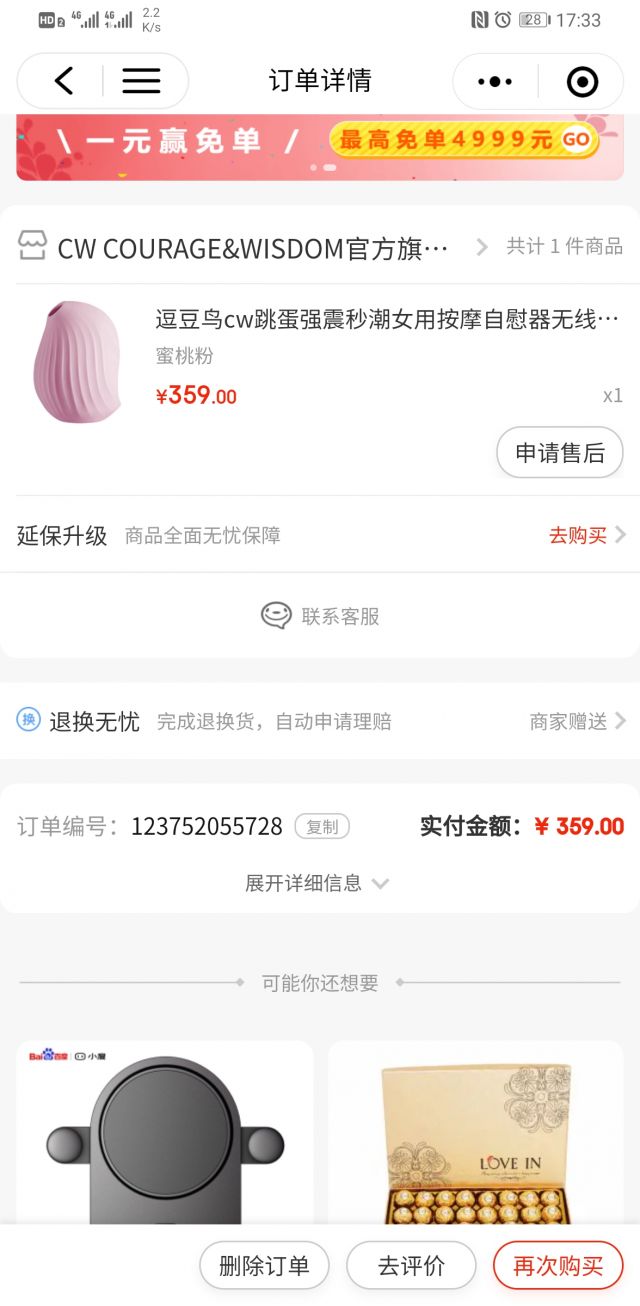 HD 2 4G 4G 2.2 K/s 28 17:33
订单详情
\ 一元赢免单 / 最高免单4999元 GO
CW COURAGE&WISDOM官方旗… 共计 1 件商品
逗豆鸟cw跳蛋强震秒潮女用按摩自慰器无线…
蜜桃粉
¥359.00 x1
申请售后
延保升级 商品全面无忧保障 去购买
联系客服
换 退换无忧 完成退换货，自动申请理赔 商家赠送
订单编号： 123752055728 复制 实付金额： ¥ 359.00
展开详细信息
可能你还想要
Bai百度 小度
LOVE IN
删除订单 去评价 再次购买